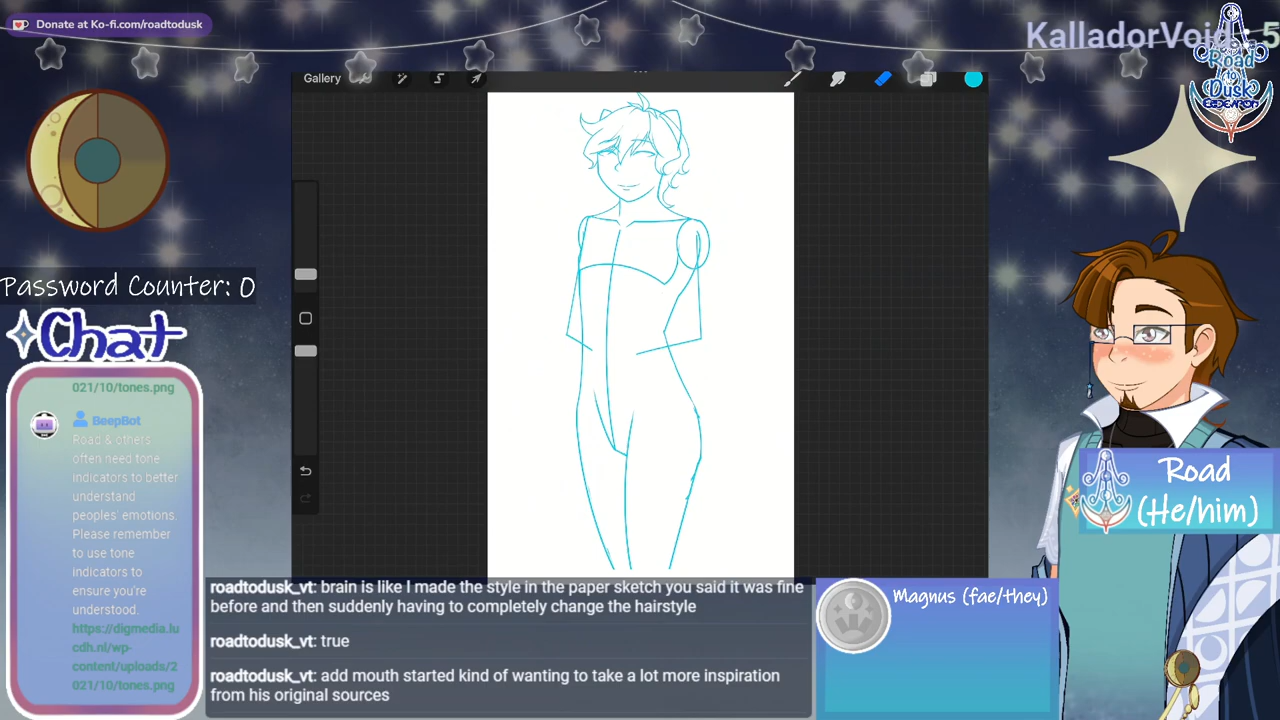 Donate at Ko-fi.com/roadtodusk
KalladorVoid : 5
Road
to
Dusk
Gallery
Password Counter: 0
Chat
021/10/tones.png
BeepBot
Road & others
often need tone
indicators to better
understand
peoples' emotions.
Please remember
to use tone
indicators to
ensure you're
understood.
https://digmedia.lu
cdh.nl/wp-
content/uploads/2
021/10/tones.png
roadtodusk_vt: brain is like I made the style in the paper sketch you said it was fine
before and then suddenly having to completely change the hairstyle
roadtodusk_vt: true
roadtodusk_vt: add mouth started kind of wanting to take a lot more inspiration
from his original sources
Magnus (fae/they)
Road
(He/him)